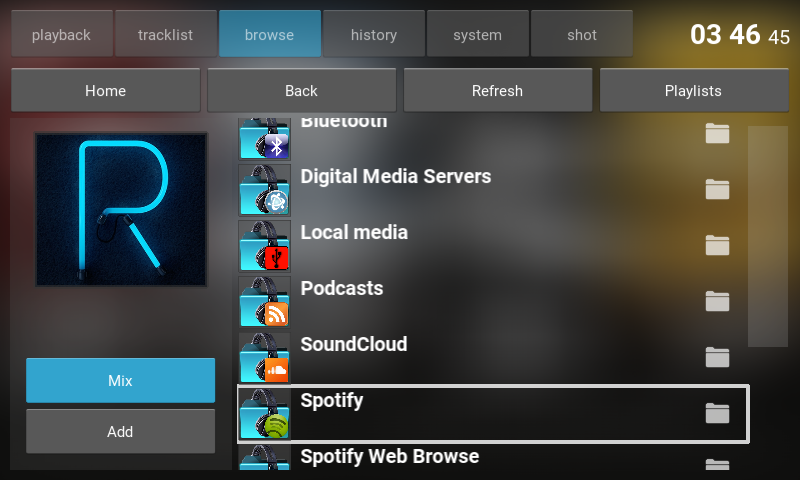 playback tracklist browse history system shot 03 46 45
Home Back Refresh Playlists
Bluetooth
Digital Media Servers
Local media
Podcasts
SoundCloud
Spotify
Spotify Web Browse
R
Mix
Add